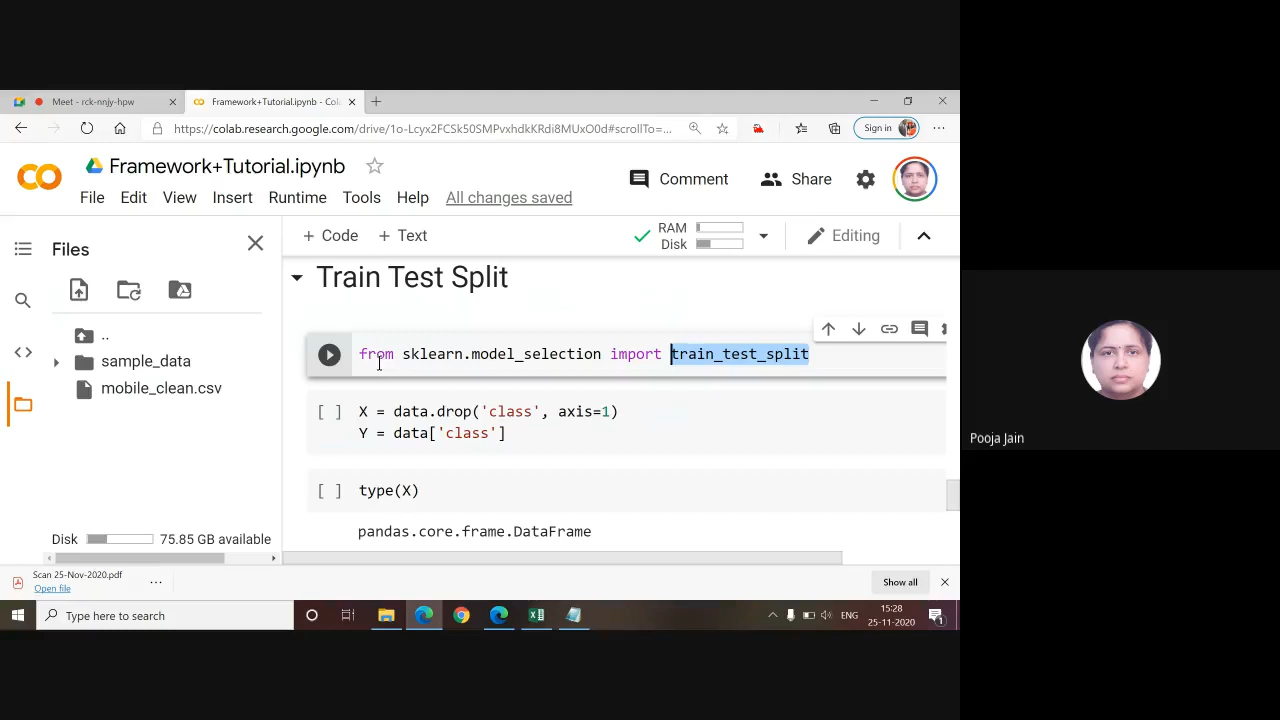 Meet - rck-nnjy-hpw
Framework+Tutorial.ipynb - Col
https://colab.research.google.com/drive/1o-Lcyx2FCSk50SMPvxhdkKRdi8MUxO0d#scrollTo=...
Sign in
Framework+Tutorial.ipynb
Comment
Share
File Edit View Insert Runtime Tools Help All changes saved
Files
+ Code + Text
RAM
Disk
Editing
Train Test Split
..
sample_data
mobile_clean.csv
from sklearn.model_selection import train_test_split
[ ] X = data.drop('class', axis=1)
Y = data['class']
[ ] type(X)
pandas.core.frame.DataFrame
Disk 75.85 GB available
Scan 25-Nov-2020.pdf
Open file
Show all
Type here to search
ENG
15:28
25-11-2020
1
Pooja Jain